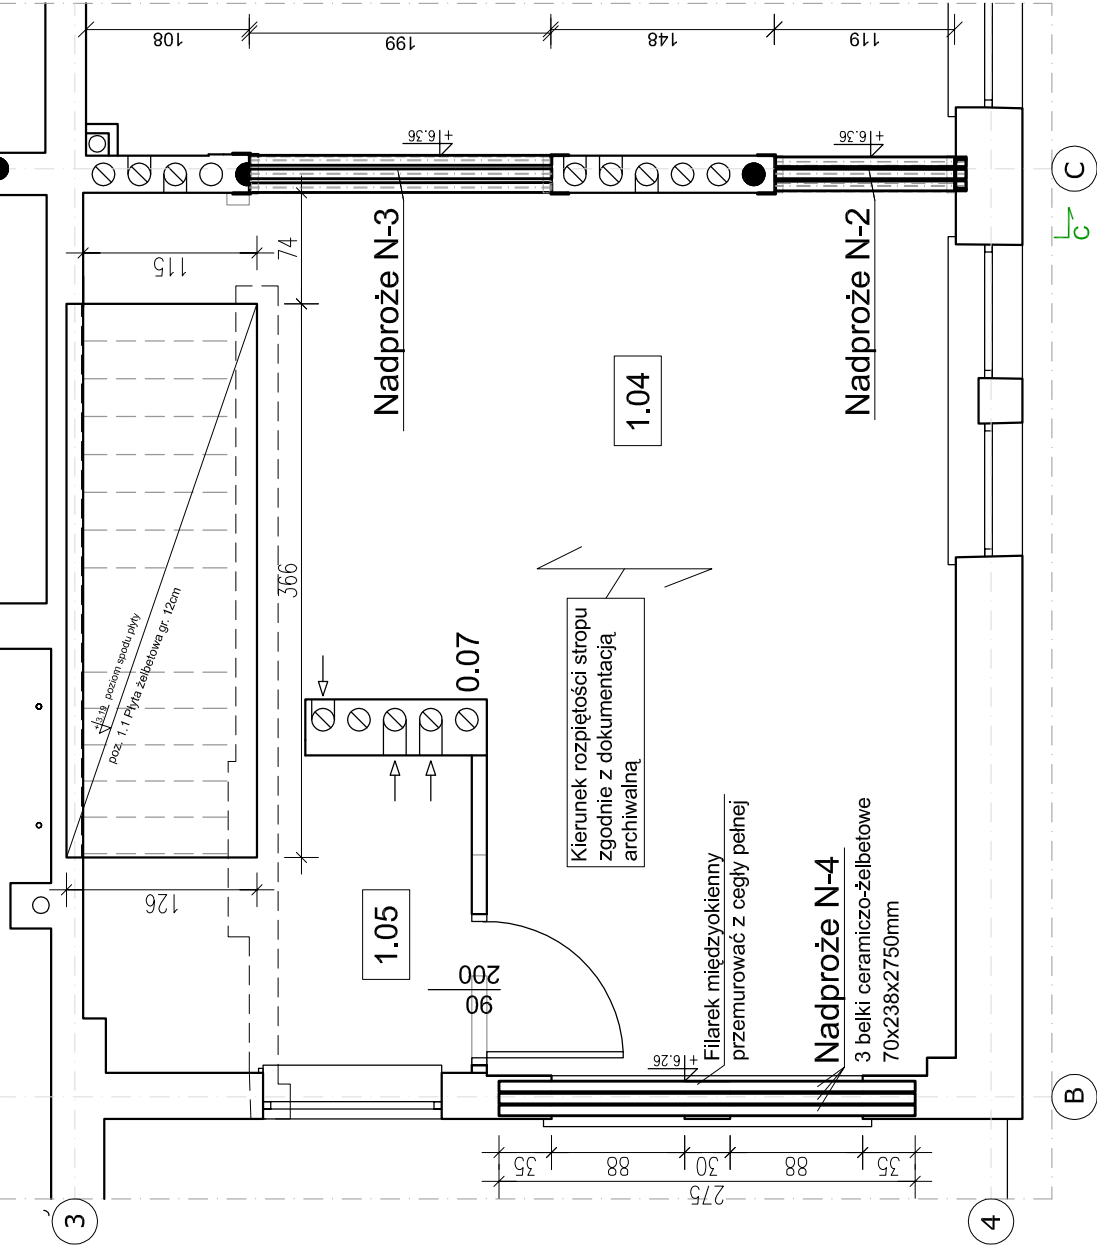 108
199
148
119
+6.36
+6.36
C
C
115
74
Nadproże N-3
Nadproże N-2
1.04
366
+3.19 poziom spodu płyty
poz. 1.1 Płyta żelbetowa gr. 12cm
0.07
Kierunek rozpiętości stropu
zgodnie z dokumentacją
archiwalną
126
1.05
90
200
Filarek międzyokienny
przemurować z cegły pełnej
Nadproże N-4
3 belki ceramiczo-żelbetowe
70x238x2750mm
+6.26
B
35
88
30
88
35
275
3
4